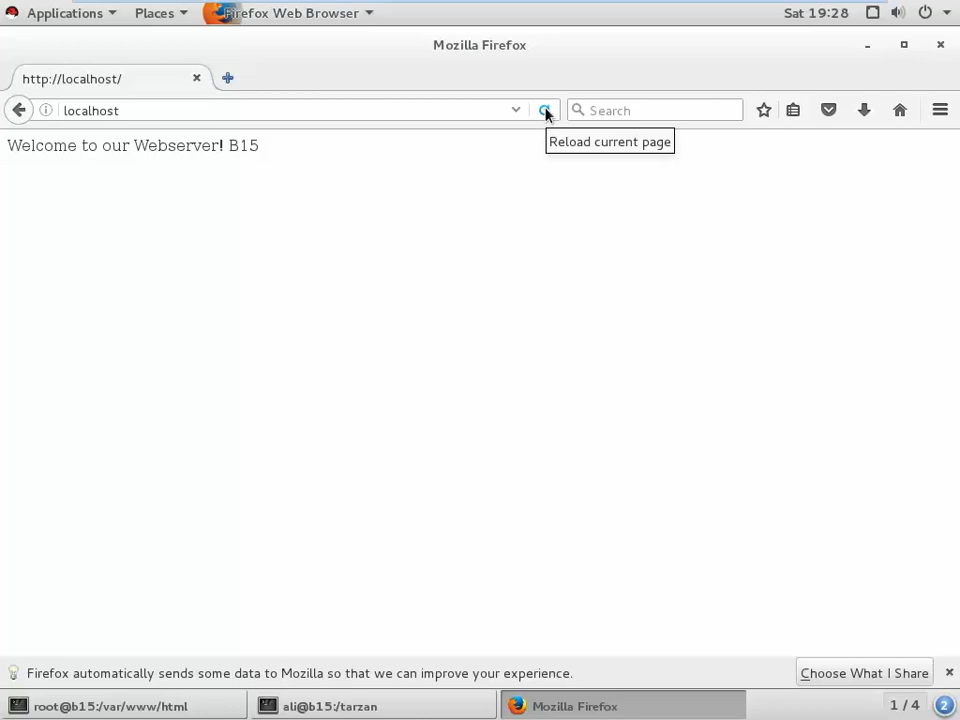 Applications Places Firefox Web Browser Sat 19:28
Mozilla Firefox
http://localhost/
localhost Search
Reload current page
Welcome to our Webserver! B15
Firefox automatically sends some data to Mozilla so that we can improve your experience. Choose What I Share
root@b15:/var/www/html ali@b15:/tarzan Mozilla Firefox 1 / 4 2